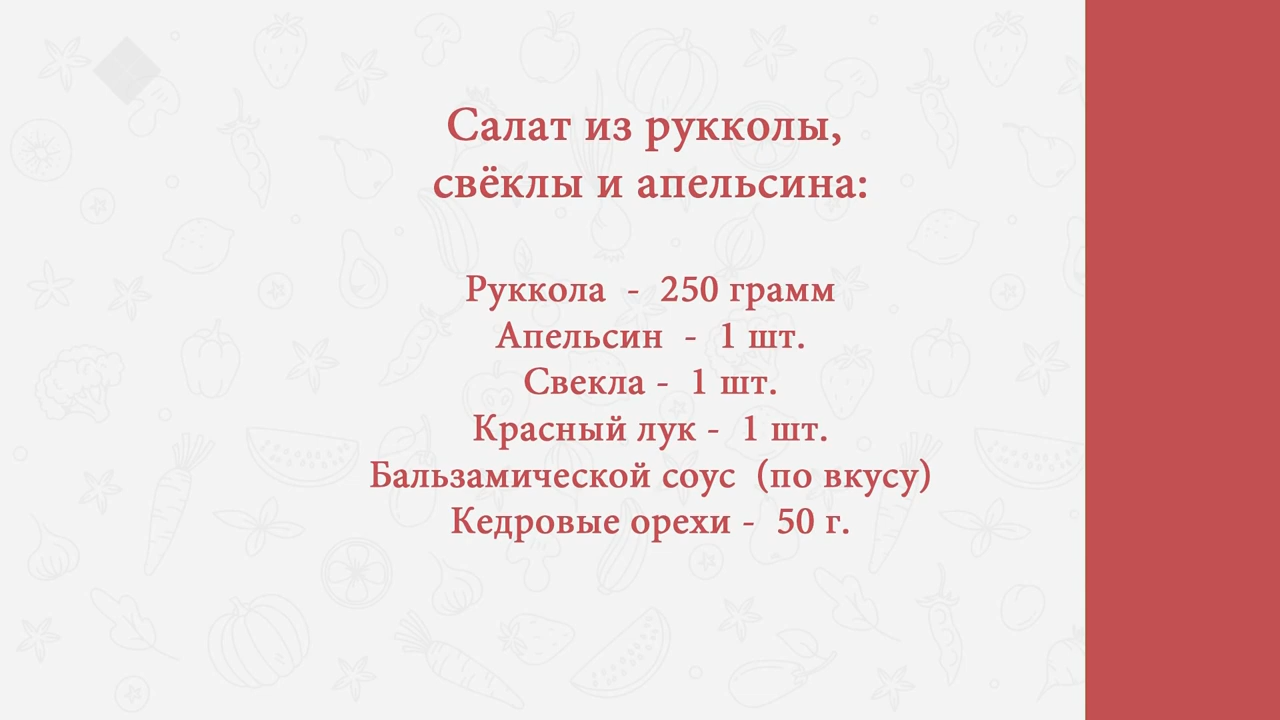 Салат из рукколы,
свёклы и апельсина:
Руккола - 250 грамм
Апельсин - 1 шт.
Свекла - 1 шт.
Красный лук - 1 шт.
Бальзамической соус (по вкусу)
Кедровые орехи - 50 г.